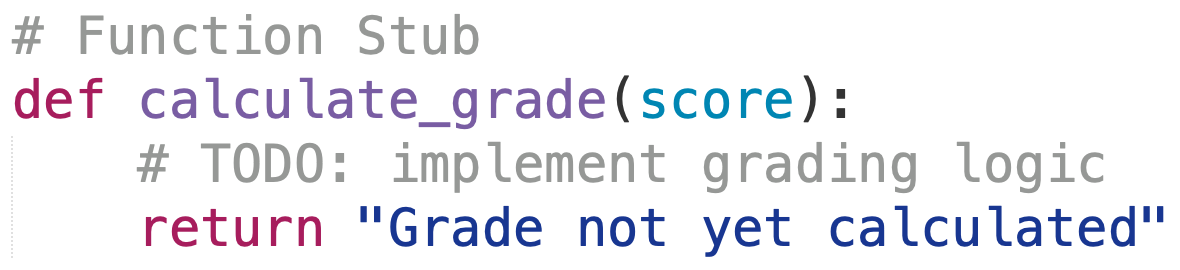 # Function Stub
def calculate_grade(score):
    # TODO: implement grading logic
    return "Grade not yet calculated"